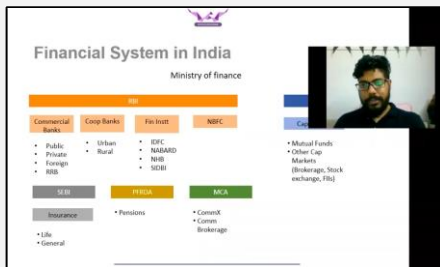 Financial System in India
Ministry of finance
RBI
Commercial Banks
• Public
• Private
• Foreign
• RRB
Coop Banks
• Urban
• Rural
Fin Instt
• IDFC
• NABARD
• NHB
• SIDBI
NBFC
• Mutual Funds
• Other Cap
Markets
(Brokerage, Stock
exchange, FIIs)
SEBI
Insurance
• Life
• General
PFRDA
• Pensions
MCA
• CommX
• Comm
Brokerage